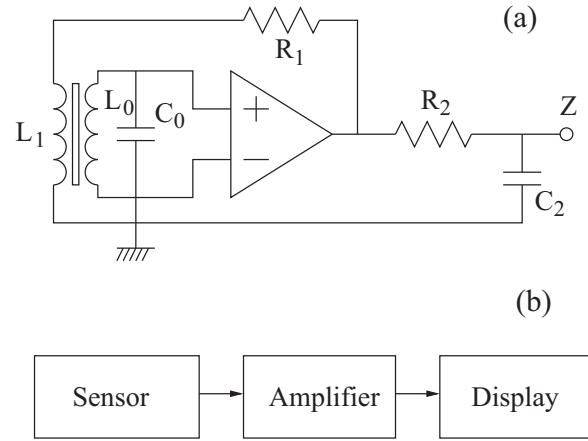 (a)
R1
L1
L0
C0
+
−
R2
Z
C2
(b)
Sensor
Amplifier
Display